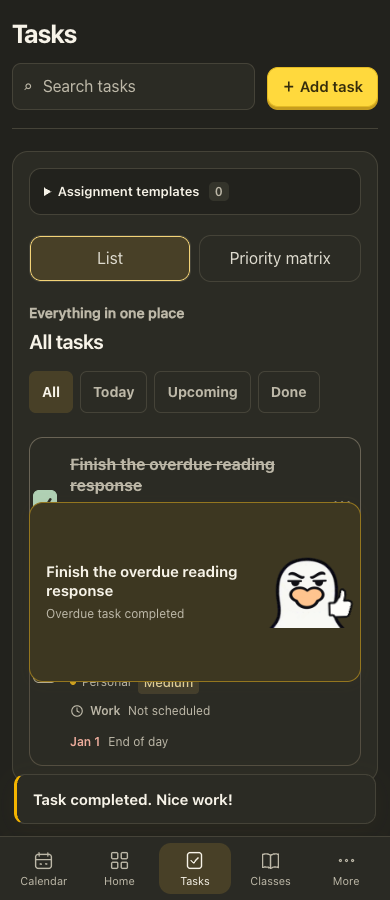 Tasks
Search tasks
+ Add task
Assignment templates 0
List
Priority matrix
Everything in one place
All tasks
All
Today
Upcoming
Done
Finish the overdue reading
response
Finish the overdue reading
response
Overdue task completed
Personal Medium
Work Not scheduled
Jan 1 End of day
Task completed. Nice work!
Calendar
Home
Tasks
Classes
More